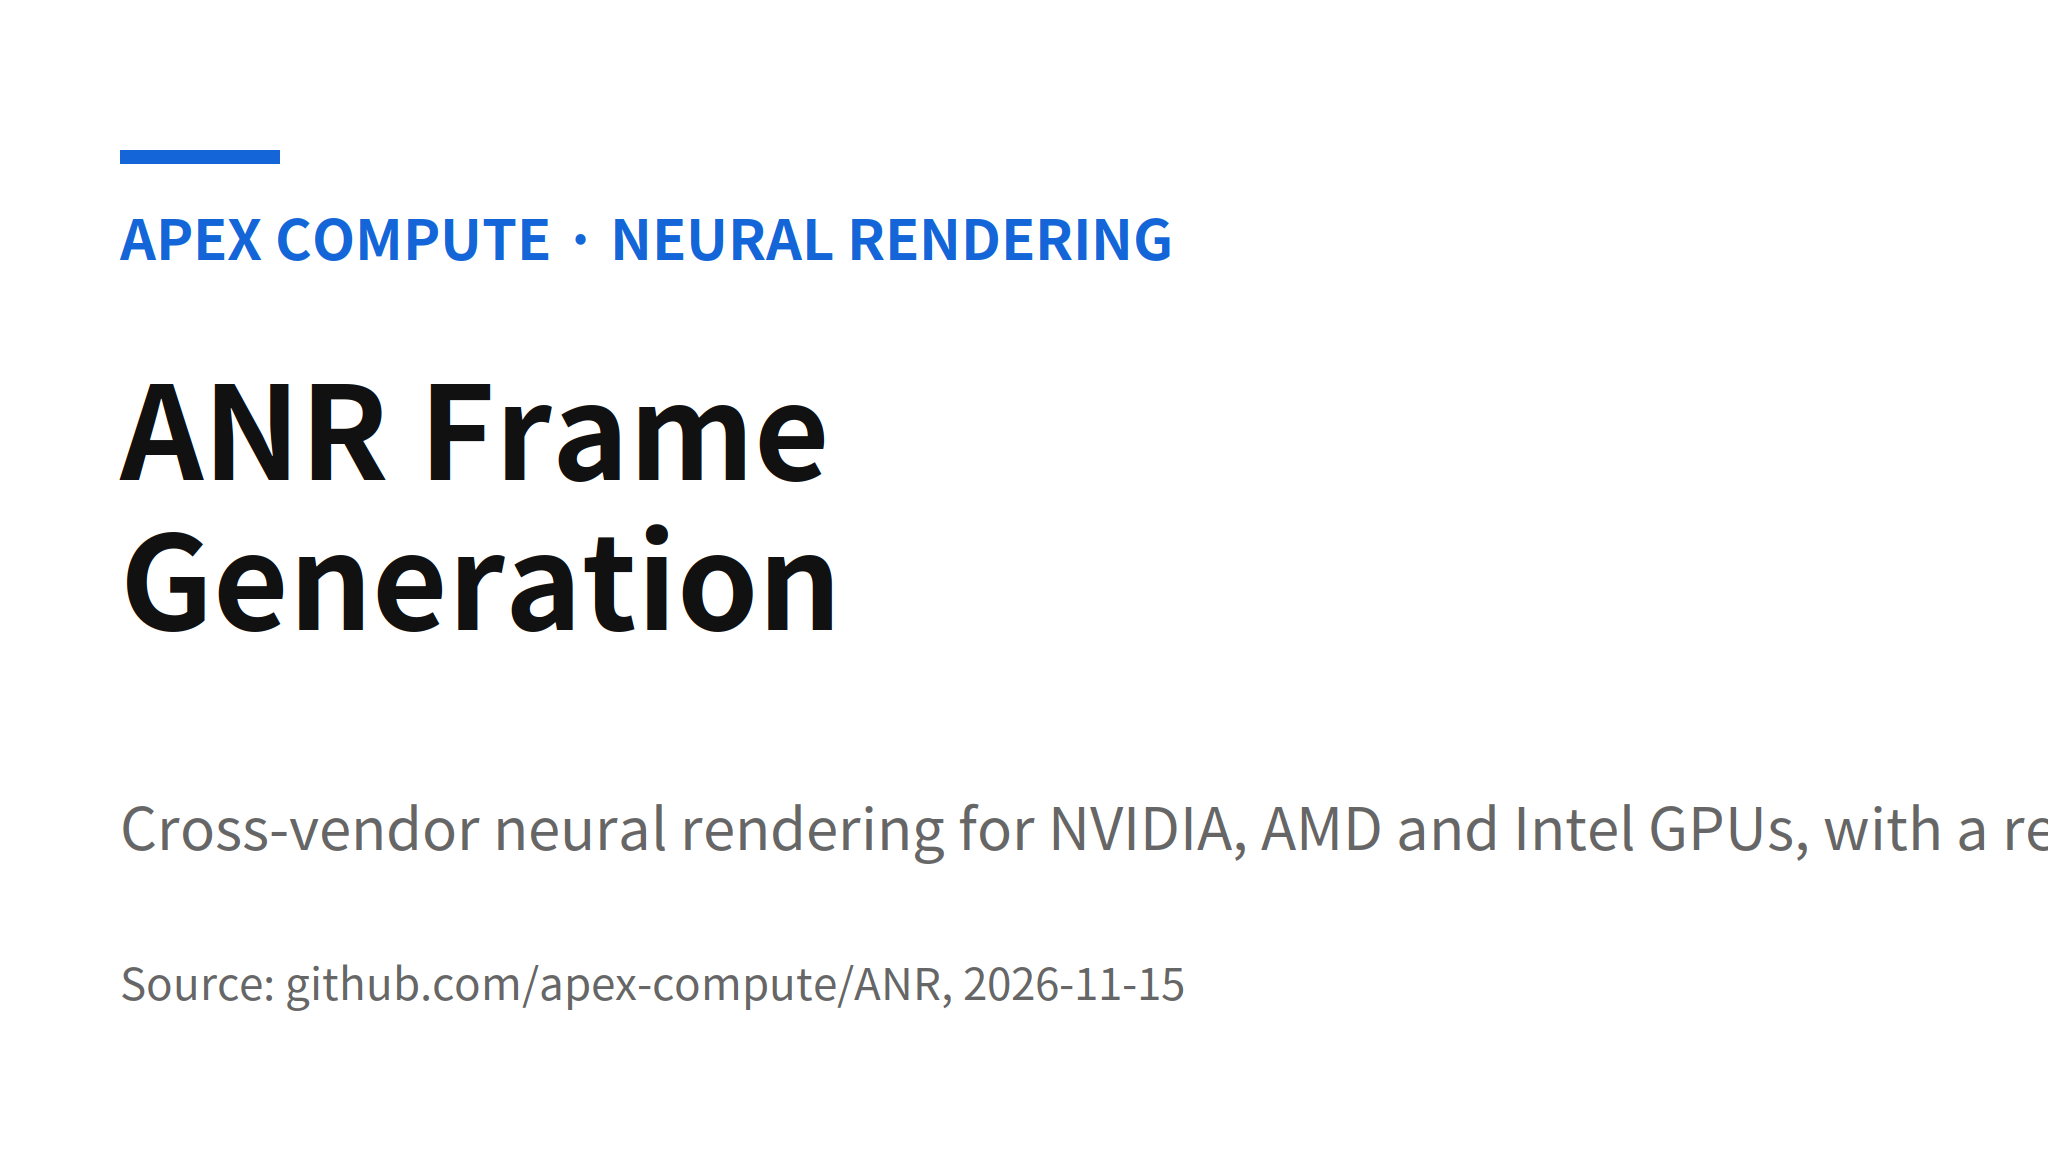 APEX COMPUTE · NEURAL RENDERING
ANR Frame
Generation
Cross-vendor neural rendering for NVIDIA, AMD and Intel GPUs, with a
Source: github.com/apex-compute/ANR, 2026-11-15